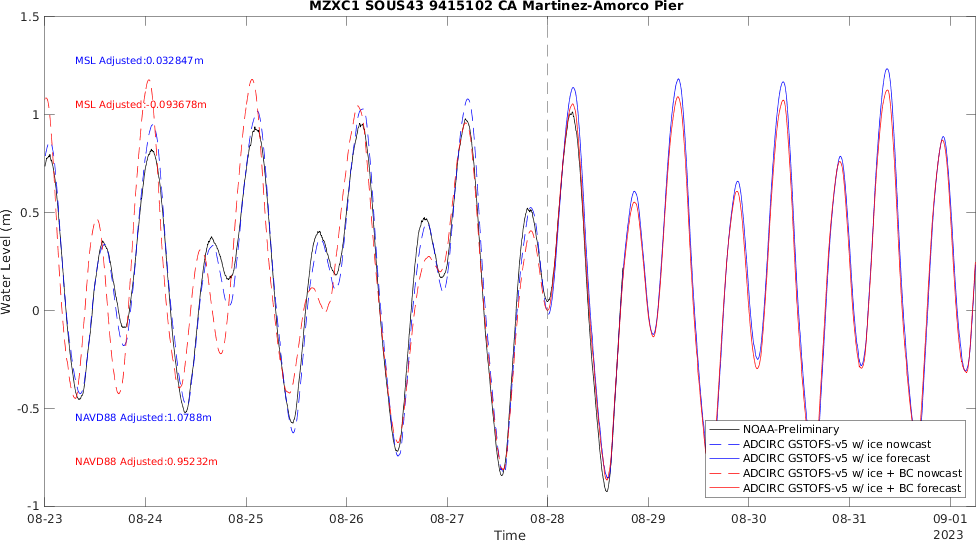 MZXC1 SOUS43 9415102 CA Martinez-Amorco Pier
1.5
1
0.5
0
-0.5
-1
Water Level (m)
MSL Adjusted:0.032847m
MSL Adjusted:-0.093678m
NAVD88 Adjusted:1.0788m
NAVD88 Adjusted:0.95232m
NOAA-Preliminary
ADCIRC GSTOFS-v5 w/ ice nowcast
ADCIRC GSTOFS-v5 w/ ice forecast
ADCIRC GSTOFS-v5 w/ ice + BC nowcast
ADCIRC GSTOFS-v5 w/ ice + BC forecast
08-23 08-24 08-25 08-26 08-27 08-28 08-29 08-30 08-31 09-01
2023
Time